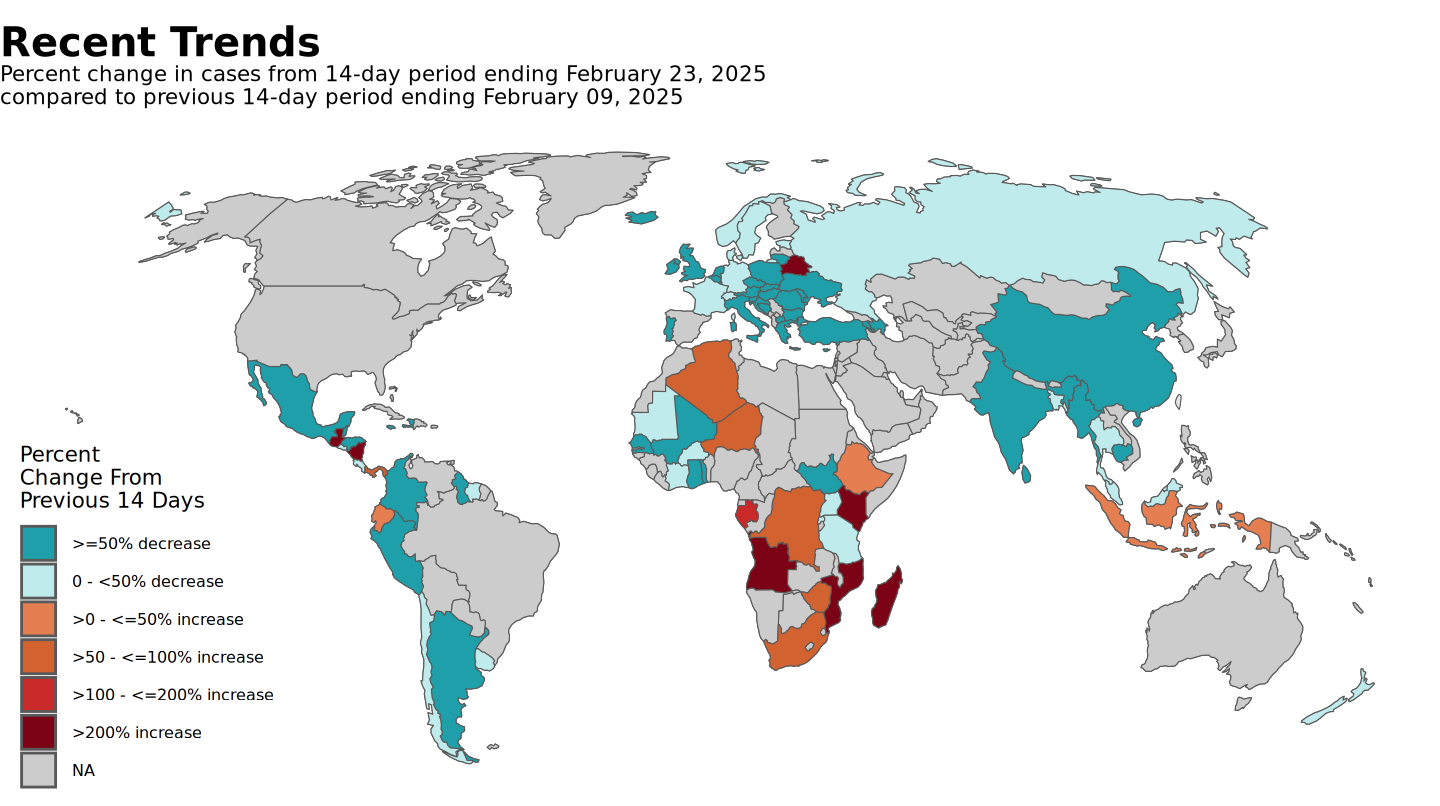 Recent Trends
Percent change in cases from 14-day period ending February 23, 2025
compared to previous 14-day period ending February 09, 2025
Percent
Change From
Previous 14 Days
>=50% decrease
0 - <50% decrease
>0 - <=50% increase
>50 - <=100% increase
>100 - <=200% increase
>200% increase
NA